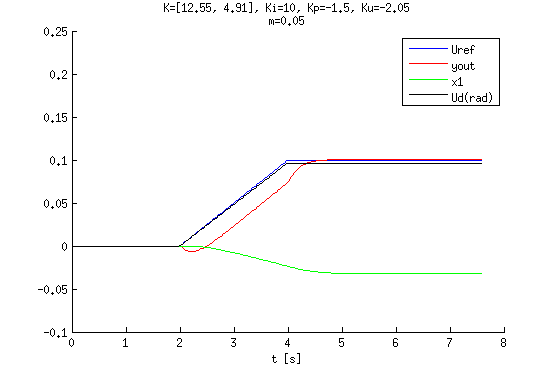 K=[12.55, 4.91], Ki=10, Kp=-1.5, Ku=-2.05
m=0.05
0.25
0.2
0.15
0.1
0.05
0
-0.05
-0.1
Uref
yout
x1
Ud(rad)
0 1 2 3 4 5 6 7 8
t [s]